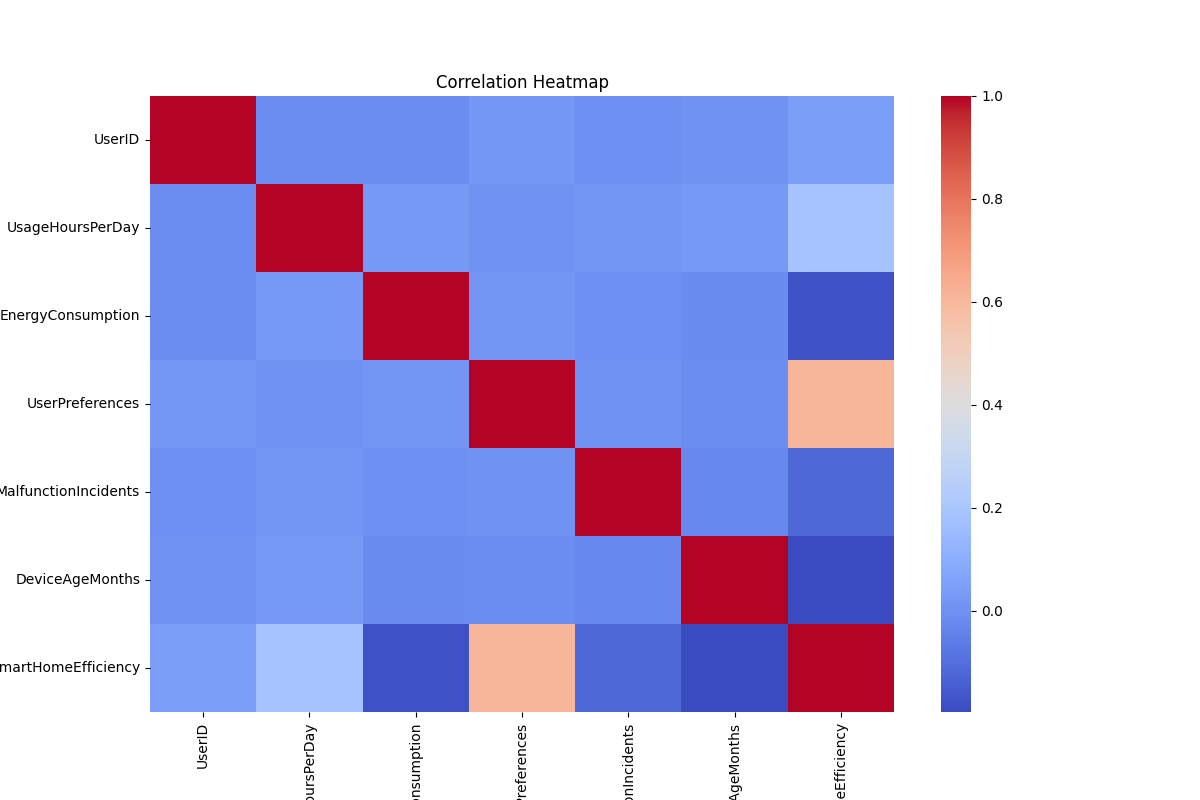 Correlation Heatmap
UserID
UsageHoursPerDay
EnergyConsumption
UserPreferences
MalfunctionIncidents
DeviceAgeMonths
martHomeEfficiency
UserID
oursPerDay
onsumption
Preferences
onIncidents
AgeMonths
eEfficiency
1.0
0.8
0.6
0.4
0.2
0.0